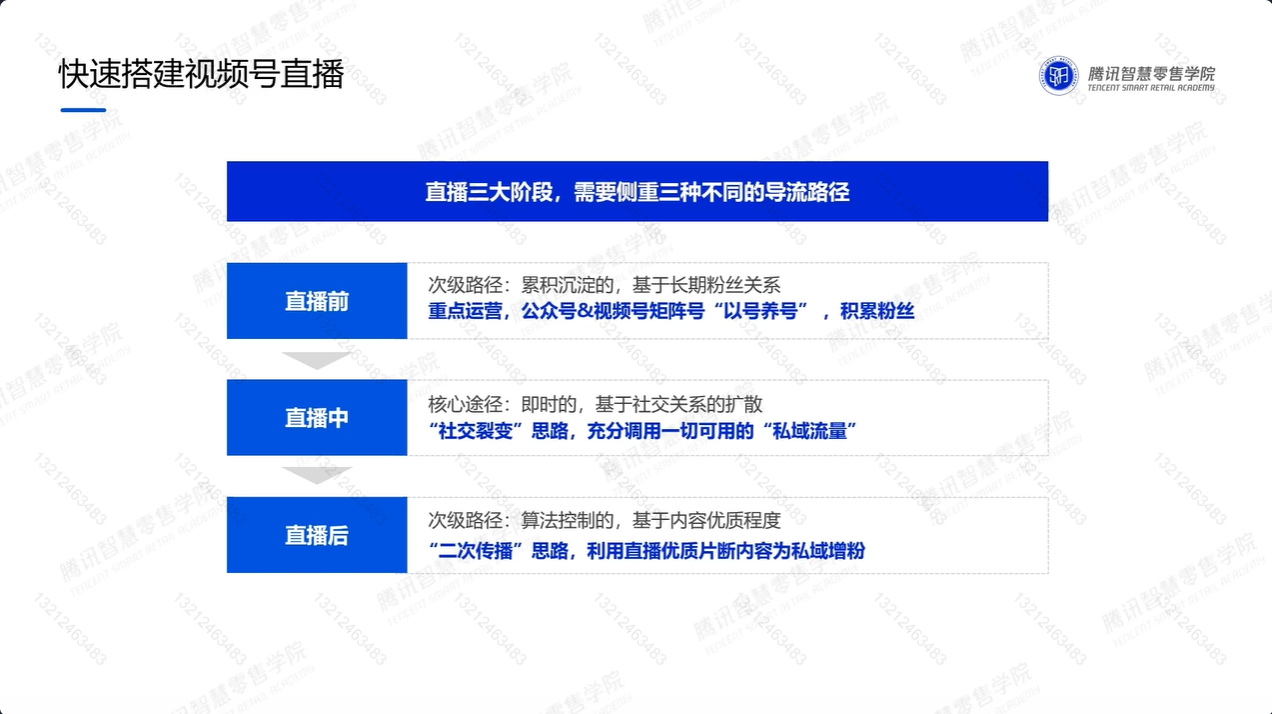 快速搭建视频号直播
腾讯智慧零售学院
TENCENT SMART RETAIL ACADEMY
直播三大阶段，需要侧重三种不同的导流路径
直播前
次级路径：累积沉淀的，基于长期粉丝关系
重点运营，公众号&视频号矩阵号“以号养号”，积累粉丝
直播中
核心途径：即时的，基于社交关系的扩散
“社交裂变”思路，充分调用一切可用的“私域流量”
直播后
次级路径：算法控制的，基于内容优质程度
“二次传播”思路，利用直播优质片断内容为私域增粉
腾讯智慧零售学院
TENCENT SMART RETAIL ACADEMY
13212463483